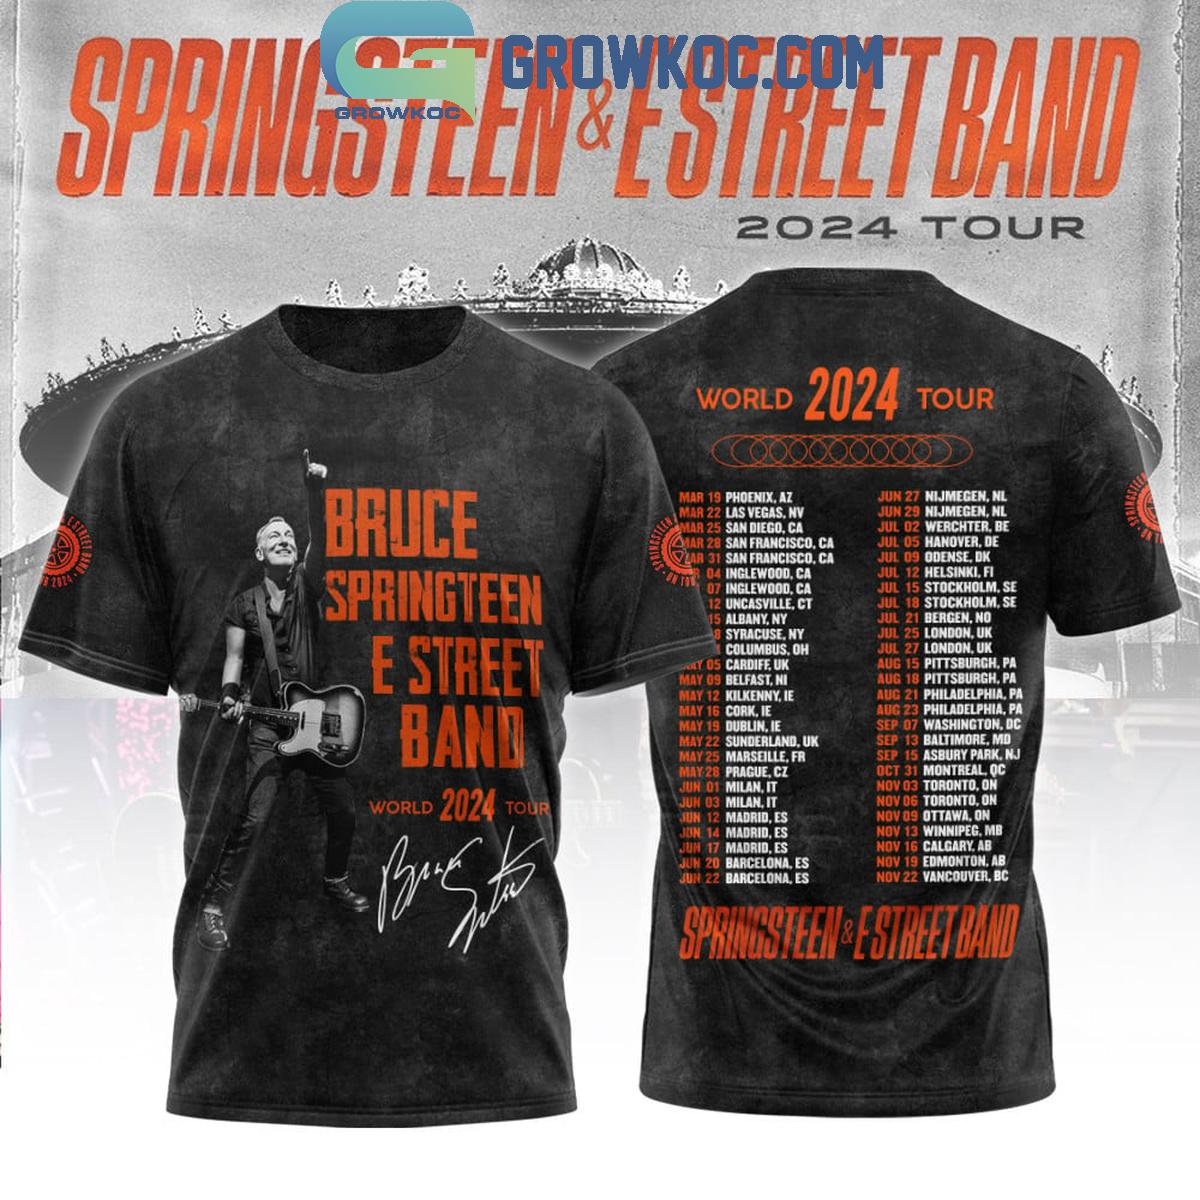 SPRINGSTEEN & E STREET BAND
GROWKOC.COM
GROWKOC
2024 TOUR
BRUCE
SPRINGTEEN
E STREET
BAND
WORLD 2024 TOUR
WORLD 2024 TOUR
MAR 19 PHOENIX, AZ
MAR 22 LAS VEGAS, NV
MAR 25 SAN DIEGO, CA
MAR 28 SAN FRANCISCO, CA
MAR 31 SAN FRANCISCO, CA
04 INGLEWOOD, CA
07 INGLEWOOD, CA
12 UNCASVILLE, CT
15 ALBANY, NY
8 SYRACUSE, NY
COLUMBUS, OH
MAY 05 CARDIFF, UK
MAY 09 BELFAST, NI
MAY 12 KILKENNY, IE
MAY 16 CORK, IE
MAY 19 DUBLIN, IE
MAY 22 SUNDERLAND, UK
MAY 25 MARSEILLE, FR
MAY 28 PRAGUE, CZ
JUN 01 MILAN, IT
JUN 03 MILAN, IT
JUN 12 MADRID, ES
JUN 14 MADRID, ES
JUN 17 MADRID, ES
JUN 20 BARCELONA, ES
JUN 22 BARCELONA, ES
JUN 27 NIJMEGEN, NL
JUN 29 NIJMEGEN, NL
JUL 02 WERCHTER, BE
JUL 05 HANOVER, DE
JUL 09 ODENSE, DK
JUL 12 HELSINKI, FI
JUL 15 STOCKHOLM, SE
JUL 18 STOCKHOLM, SE
JUL 21 BERGEN, NO
JUL 25 LONDON, UK
JUL 27 LONDON, UK
AUG 15 PITTSBURGH, PA
AUG 18 PITTSBURGH, PA
AUG 21 PHILADELPHIA, PA
AUG 23 PHILADELPHIA, PA
SEP 07 WASHINGTON, DC
SEP 13 BALTIMORE, MD
SEP 15 ASBURY PARK, NJ
OCT 31 MONTREAL, QC
NOV 03 TORONTO, ON
NOV 06 TORONTO, ON
NOV 09 OTTAWA, ON
NOV 13 WINNIPEG, MB
NOV 16 CALGARY, AB
NOV 19 EDMONTON, AB
NOV 22 VANCOUVER, BC
SPRINGSTEEN & E STREET BAND